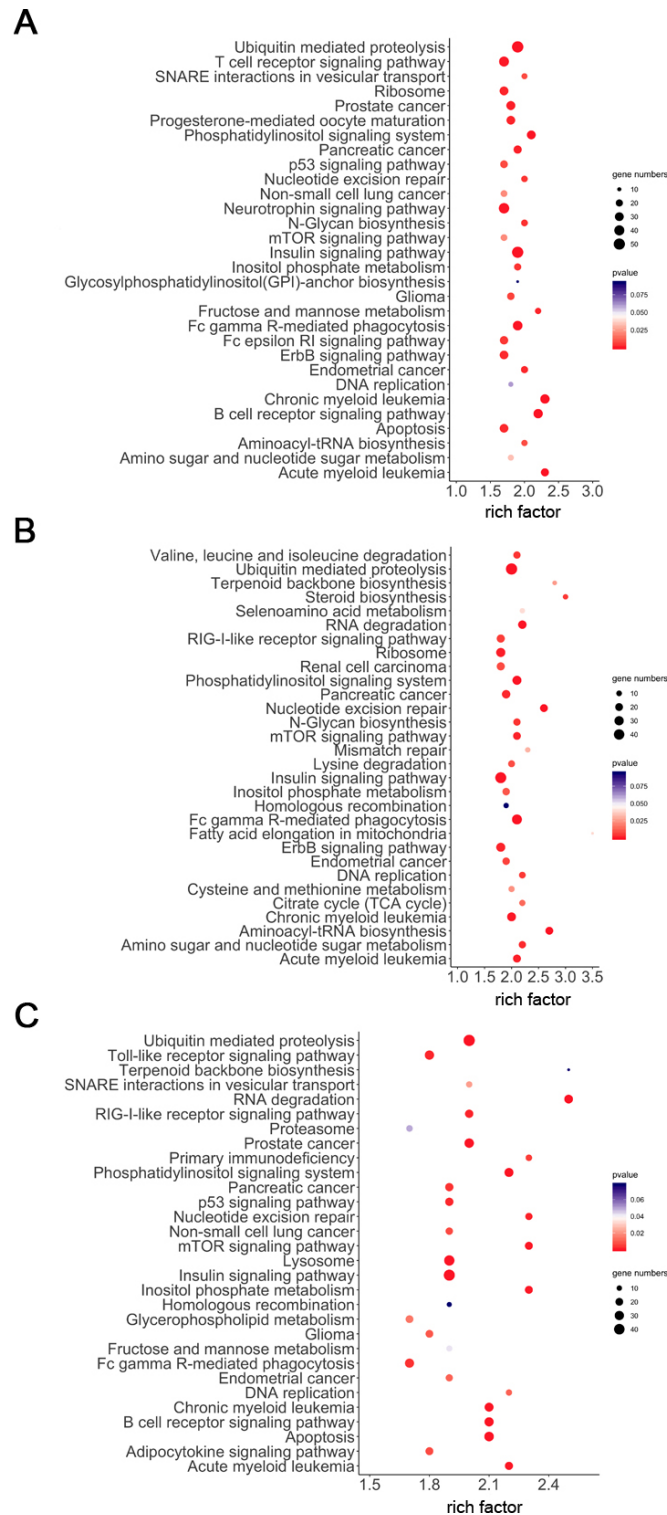 A
Ubiquitin mediated proteolysis
T cell receptor signaling pathway
SNARE interactions in vesicular transport
Ribosome
Prostate cancer
Progesterone-mediated oocyte maturation
Phosphatidylinositol signaling system
Pancreatic cancer
p53 signaling pathway
Nucleotide excision repair
Non-small cell lung cancer
Neurotrophin signaling pathway
N-Glycan biosynthesis
mTOR signaling pathway
Insulin signaling pathway
Inositol phosphate metabolism
Glycosylphosphatidylinositol(GPI)-anchor biosynthesis
Glioma
Fructose and mannose metabolism
Fc gamma R-mediated phagocytosis
Fc epsilon RI signaling pathway
ErbB signaling pathway
Endometrial cancer
DNA replication
Chronic myeloid leukemia
B cell receptor signaling pathway
Apoptosis
Aminoacyl-tRNA biosynthesis
Amino sugar and nucleotide sugar metabolism
Acute myeloid leukemia
1.0 1.5 2.0 2.5 3.0
rich factor
gene numbers
10
20
30
40
50
pvalue
0.075
0.050
0.025
B
Valine, leucine and isoleucine degradation
Ubiquitin mediated proteolysis
Terpenoid backbone biosynthesis
Steroid biosynthesis
Selenoamino acid metabolism
RNA degradation
RIG-I-like receptor signaling pathway
Ribosome
Renal cell carcinoma
Phosphatidylinositol signaling system
Pancreatic cancer
Nucleotide excision repair
N-Glycan biosynthesis
mTOR signaling pathway
Mismatch repair
Lysine degradation
Insulin signaling pathway
Inositol phosphate metabolism
Homologous recombination
Fc gamma R-mediated phagocytosis
Fatty acid elongation in mitochondria
ErbB signaling pathway
Endometrial cancer
DNA replication
Cysteine and methionine metabolism
Citrate cycle (TCA cycle)
Chronic myeloid leukemia
Aminoacyl-tRNA biosynthesis
Amino sugar and nucleotide sugar metabolism
Acute myeloid leukemia
1.0 1.5 2.0 2.5 3.0 3.5
rich factor
gene numbers
10
20
30
40
pvalue
0.075
0.050
0.025
C
Ubiquitin mediated proteolysis
Toll-like receptor signaling pathway
Terpenoid backbone biosynthesis
SNARE interactions in vesicular transport
RNA degradation
RIG-I-like receptor signaling pathway
Proteasome
Prostate cancer
Primary immunodeficiency
Phosphatidylinositol signaling system
Pancreatic cancer
p53 signaling pathway
Nucleotide excision repair
Non-small cell lung cancer
mTOR signaling pathway
Lysosome
Insulin signaling pathway
Inositol phosphate metabolism
Homologous recombination
Glycerophospholipid metabolism
Glioma
Fructose and mannose metabolism
Fc gamma R-mediated phagocytosis
Endometrial cancer
DNA replication
Chronic myeloid leukemia
B cell receptor signaling pathway
Apoptosis
Adipocytokine signaling pathway
Acute myeloid leukemia
1.5 1.8 2.1 2.4
rich factor
pvalue
0.06
0.04
0.02
gene numbers
10
20
30
40